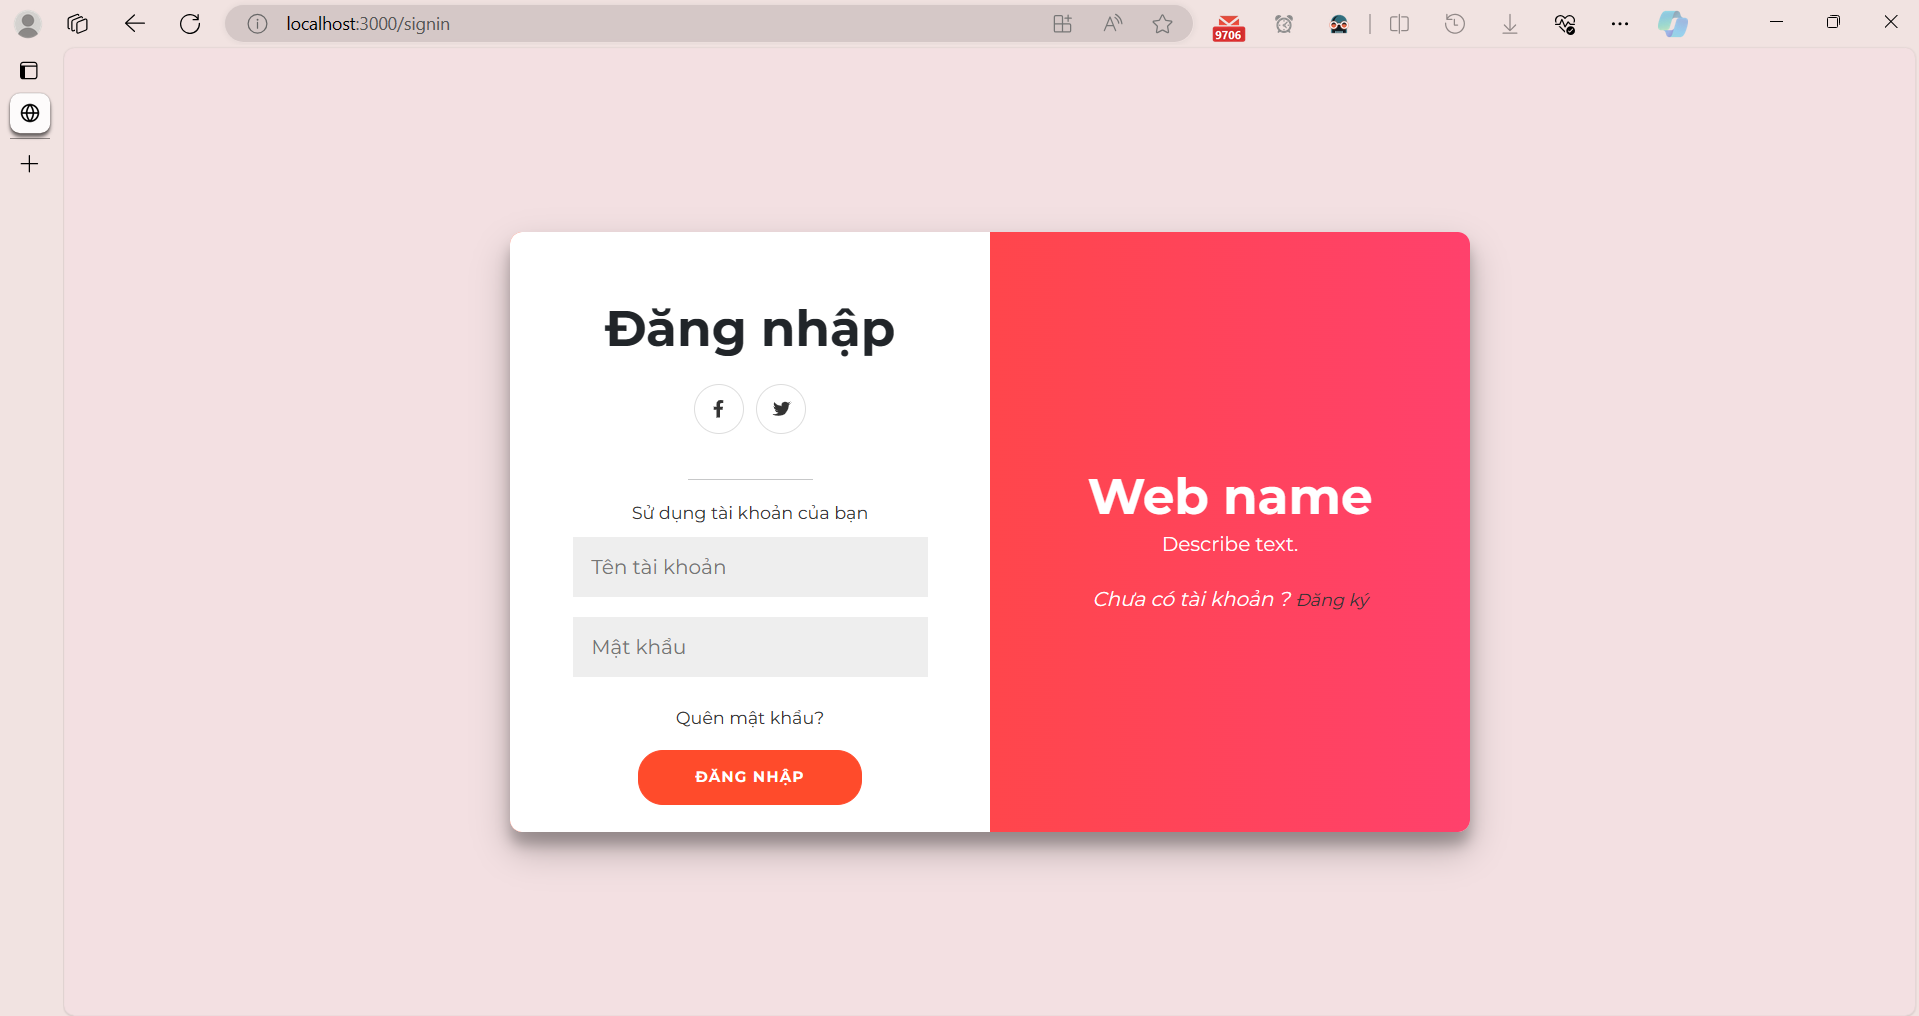 localhost:3000/signin
9706
Đăng nhập
Sử dụng tài khoản của bạn
Tên tài khoản
Mật khẩu
Quên mật khẩu?
ĐĂNG NHẬP
Web name
Describe text.
Chưa có tài khoản ? Đăng ký